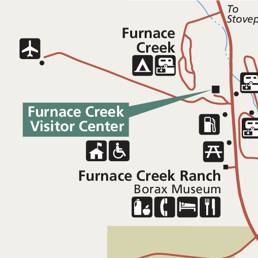 To
Stovep
Furnace
Creek
Furnace Creek
Visitor Center
Furnace Creek Ranch
Borax Museum